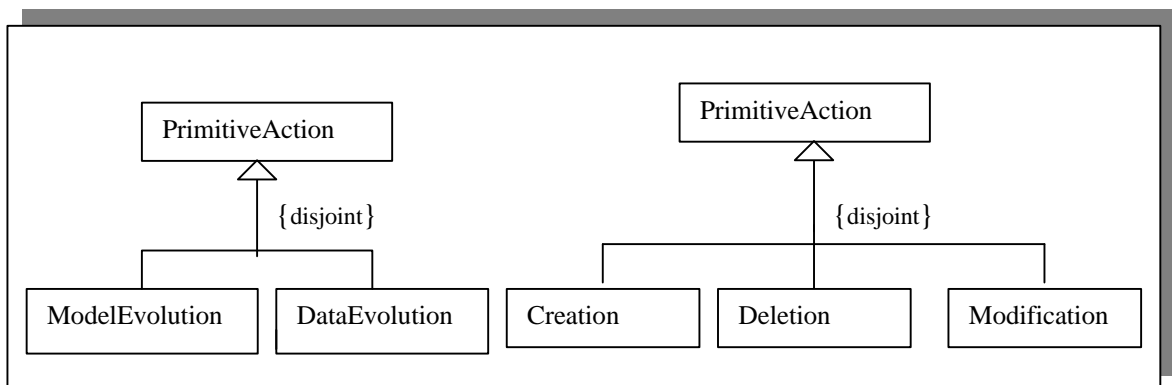 PrimitiveAction
{disjoint}
ModelEvolution
DataEvolution
PrimitiveAction
{disjoint}
Creation
Deletion
Modification